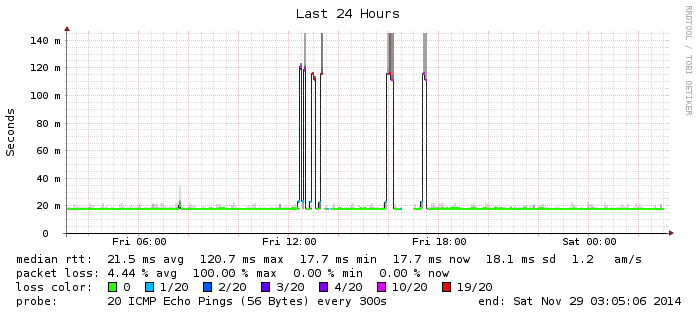 Last 24 Hours
RRDTOOL / TOBI OETIKER
Seconds
140 m
120 m
100 m
80 m
60 m
40 m
20 m
0
Fri 06:00 Fri 12:00 Fri 18:00 Sat 00:00
median rtt: 21.5 ms avg 120.7 ms max 17.7 ms min 17.7 ms now 18.1 ms sd 1.2 am/s
packet loss: 4.44 % avg 100.00 % max 0.00 % min 0.00 % now
loss color: 0 1/20 2/20 3/20 4/20 10/20 19/20
probe: 20 ICMP Echo Pings (56 Bytes) every 300s end: Sat Nov 29 03:05:06 2014